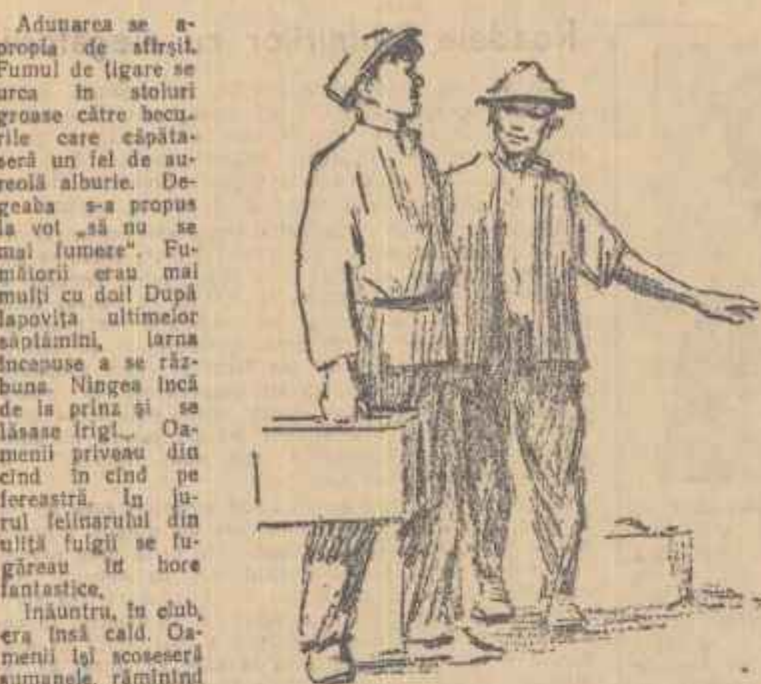 Adunarea se a-
propia de sfîrșit.
Fumul de țigare se
urca în stoluri
groase către becu-
rile care căpăta-
seră un fel de au-
reolă alburie. De-
geaba s-a propus
la vot „să nu se
mai fumeze". Fu-
mătorii erau mai
mulți cu doi! După
lapovița ultimelor
săptămîni, iarna
începuse a se răz-
buna. Ningea încă
de la prînz și se
lăsase frig!... Oa-
menii priveau din
cînd în cînd pe
fereastră. In ju-
rul felinarului din
uliță fulgii se fu-
găreau în hore
fantastice.
Inăuntru, în club,
era însă cald. Oa-
menii își scoseseră
sumanele, rămînînd